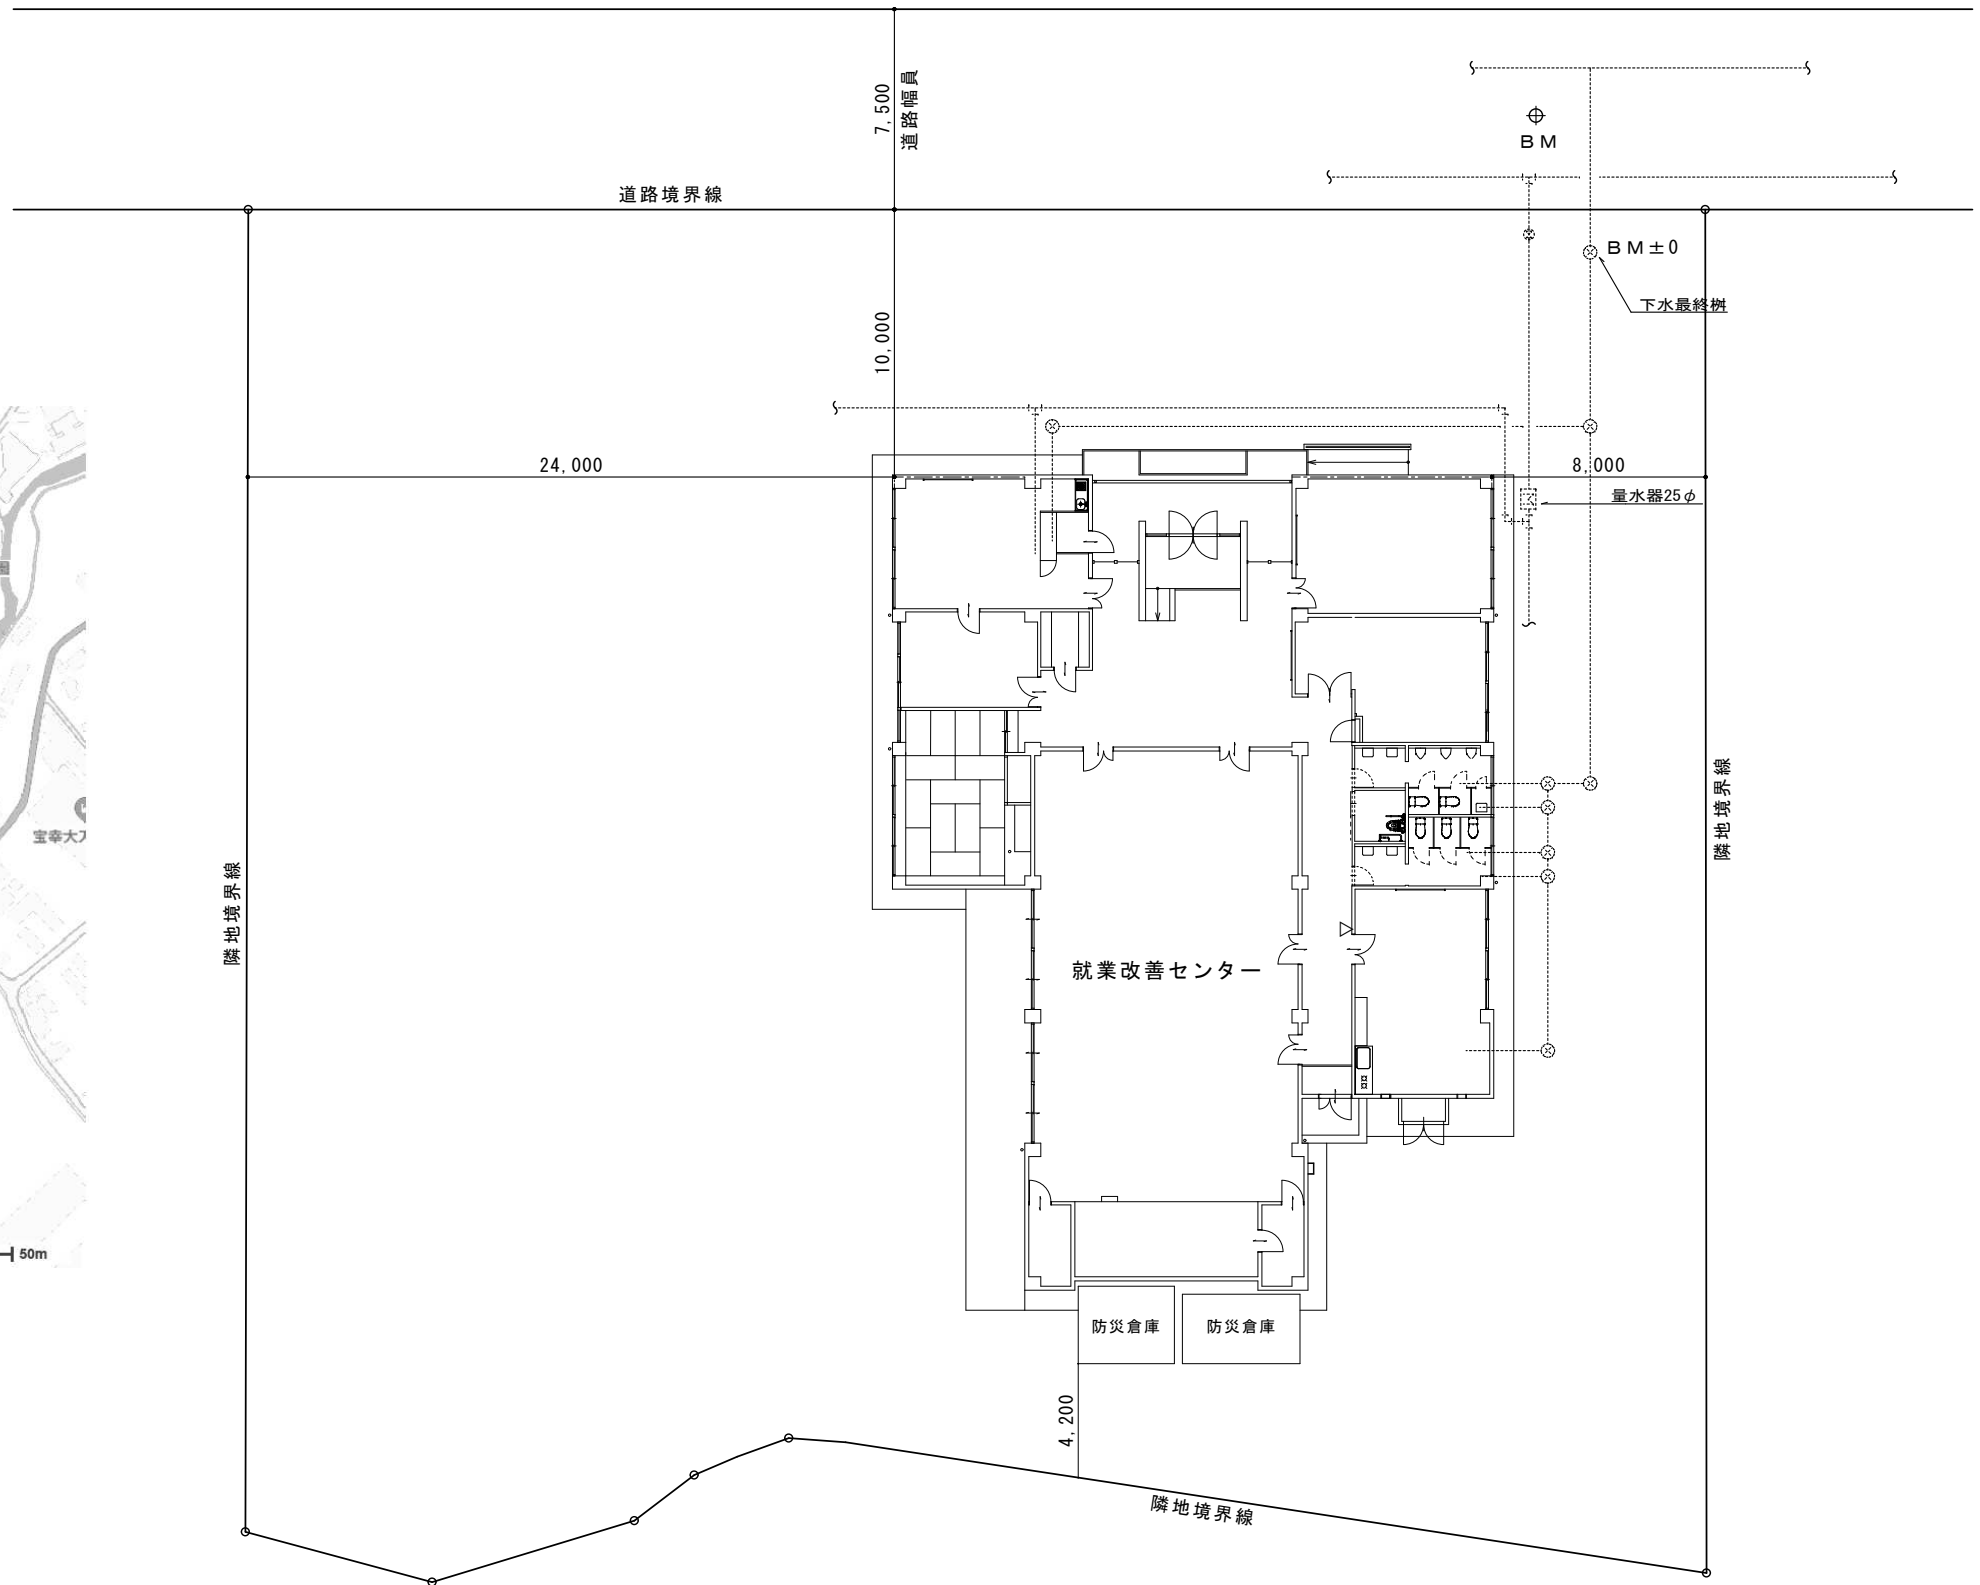 7,500
道路幅員
BM
道路境界線
BM±0
下水最終桝
10,000
24,000
8,000
量水器25φ
隣地境界線
隣地境界線
就業改善センター
50m
防災倉庫
防災倉庫
4,200
隣地境界線